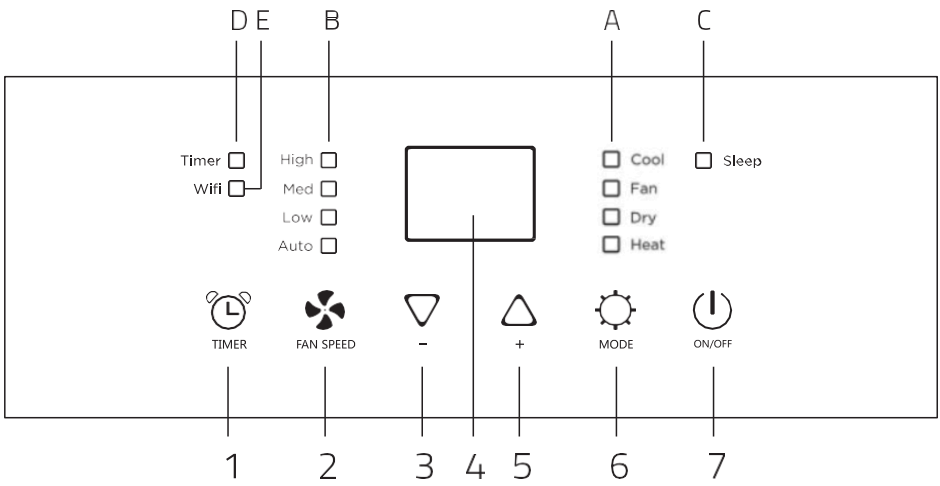 D E B A C
Timer High Cool Sleep
Wifi Med Fan
Low Dry
Auto Heat
TIMER FAN SPEED - + MODE ON/OFF
1 2 3 4 5 6 7